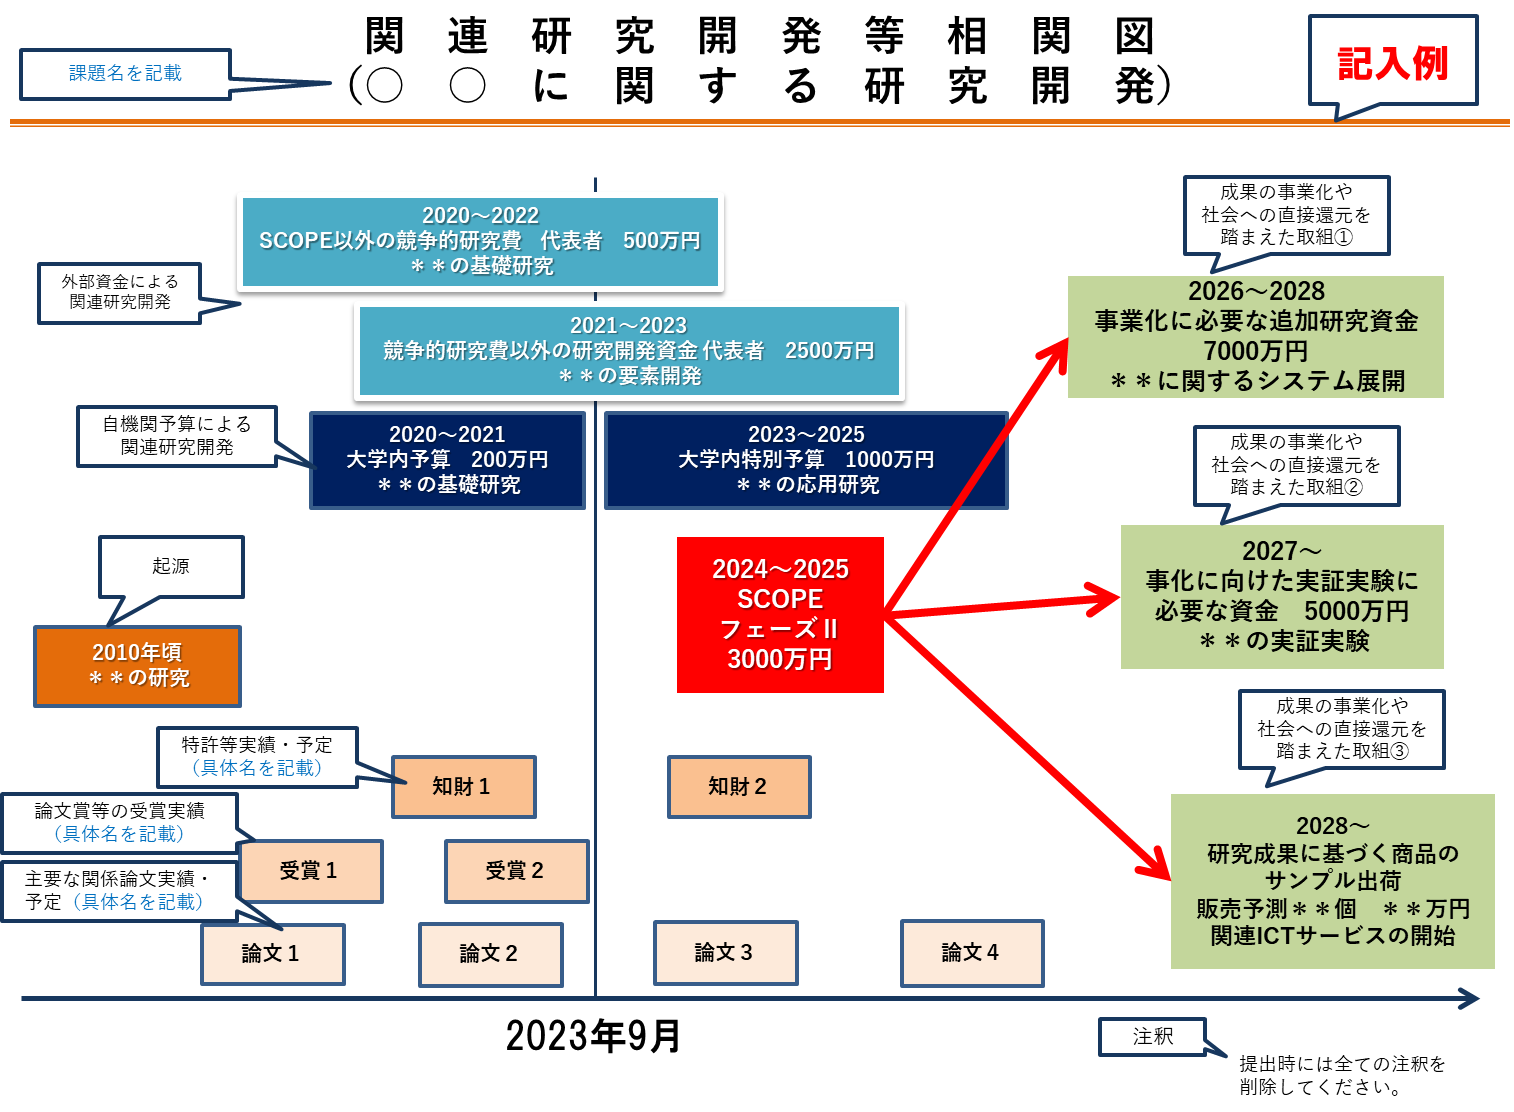 関連研究開発等相関図
(〇〇に関する研究開発)
課題名を記載
記入例
2020～2022
SCOPE以外の競争的研究費　代表者　500万円
＊＊の基礎研究
外部資金による
関連研究開発
2021～2023
競争的研究費以外の研究開発資金 代表者　2500万円
＊＊の要素開発
自機関予算による
関連研究開発
2020～2021
大学内予算　200万円
＊＊の基礎研究
2023～2025
大学内特別予算　1000万円
＊＊の応用研究
起源
2010年頃
＊＊の研究
2024～2025
SCOPE
フェーズⅡ
3000万円
成果の事業化や
社会への直接還元を
踏まえた取組①
2026～2028
事業化に必要な追加研究資金
7000万円
＊＊に関するシステム展開
成果の事業化や
社会への直接還元を
踏まえた取組②
2027～
事化に向けた実証実験に
必要な資金　5000万円
＊＊の実証実験
成果の事業化や
社会への直接還元を
踏まえた取組③
2028～
研究成果に基づく商品の
サンプル出荷
販売予測＊＊個　＊＊万円
関連ICTサービスの開始
特許等実績・予定
（具体名を記載）
知財１
知財２
論文賞等の受賞実績
（具体名を記載）
受賞１
受賞２
主要な関係論文実績・
予定（具体名を記載）
論文１
論文２
論文３
論文４
2023年9月
注釈
提出時には全ての注釈を
削除してください。